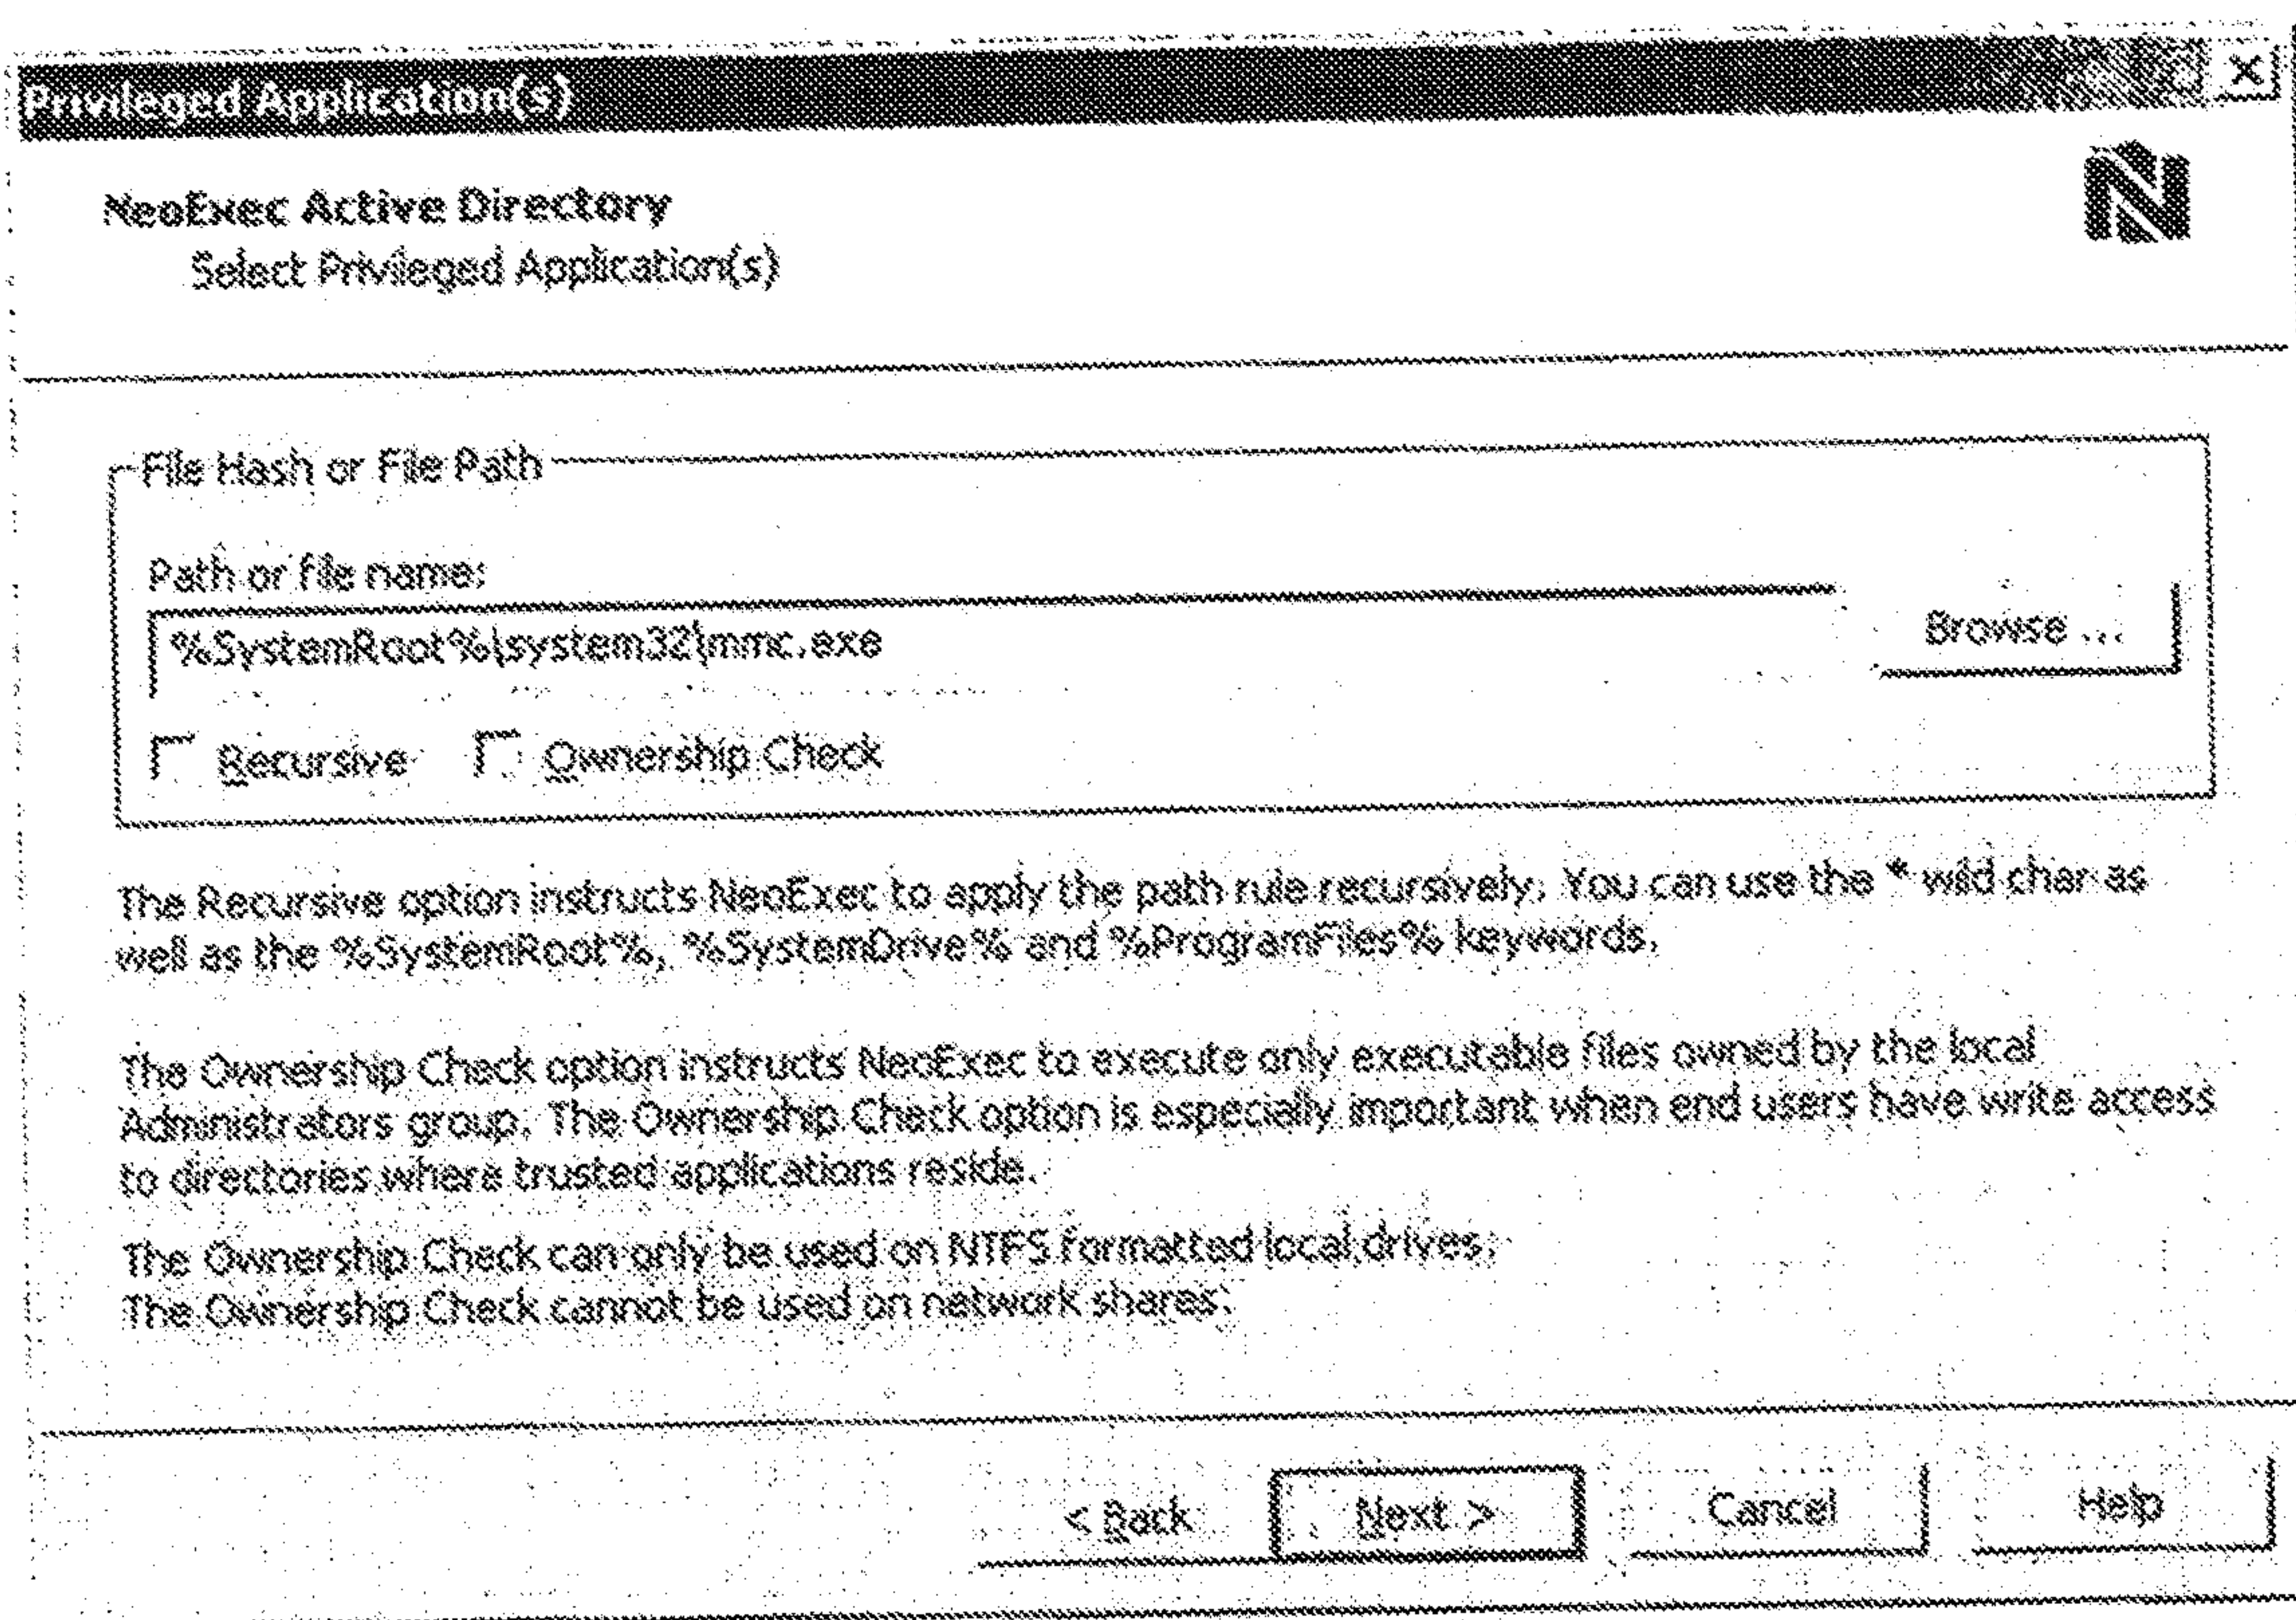 Privileged Application(s)
NeoExec Active Directory
Select Privileged Application(s)
File Hash or File Path
Path or file name:
%SystemRoot%\system32\mmc.exe
Browse ...
Recursive Ownership Check
The Recursive option instructs NeoExec to apply the path rule recursively. You can use the * wild char as
well as the %SystemRoot%, %SystemDrive% and %ProgramFiles% keywords.
The Ownership Check option instructs NeoExec to execute only executable files owned by the local
Administrators group. The Ownership Check option is especially important when end users have write access
to directories where trusted applications reside.
The Ownership Check can only be used on NTFS formatted local drives.
The Ownership Check cannot be used on network shares.
< Back Next > Cancel Help